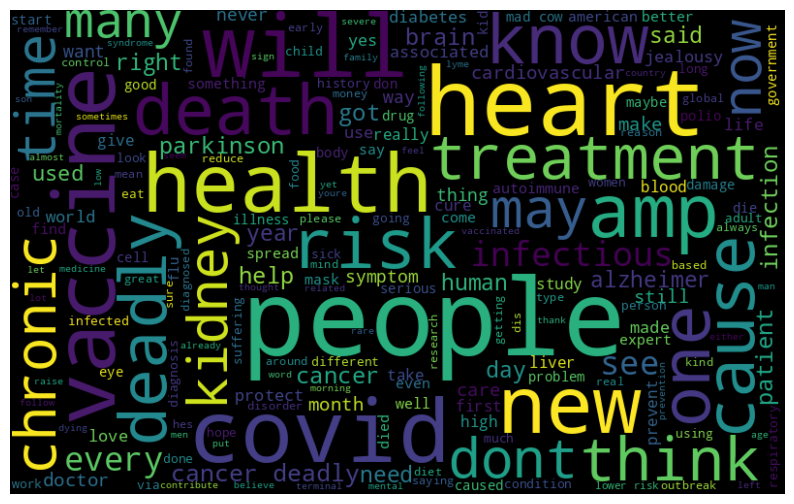 many
will
never
early
severe
kid
mad cow
american
better
start
remember
syndrome
sign
child
diabetes
yes
brain
know
said
now
government
want
control
family
found
right
associated
jealousy
time
good
something
history
don
way
cardiovascular
long
country
son
mortality
sometimes
vaccine
money
drug
following
lyme
death
got
heart
maybe
global
polio
give
use
really
make
reason
life
almost
look
parkinson
say
used
low
mean
reduce
body
feel
treatment
case
eat
health
food
thing
autoimmune
women
blood
damage
infection
old
world
yet
youre
cure
die
adult
find
cell
illness
please
going
come
may
amp
always
let
medicine
great
kidney
year
risk
vaccinated
infectious
based
man
chronic
deadly
lot
sure
diagnosed
spread
sick
mind
help
mask
symptom
serious
human
study
alzheimer
cause
infected
thought
related
getting
type
person
still
one
suffering
people
dis
thank
made
expert
patient
either
already
eye
around
different
rare
research
liver
see
kind
diagnosis
word
morning
cancer
take
even
day
problem
real
prevent
prevention
raise
protect
month
well
care
first
new
using
follow
dying
hes
disorder
covid
died
high
much
age
respiratory
men
hope
put
love
every
done
cancer deadly
need
diet
saying
dont
think
condition
lower risk
outbreak
left
work
doctor
via
contribute
believe
terminal
mental
caused
flu